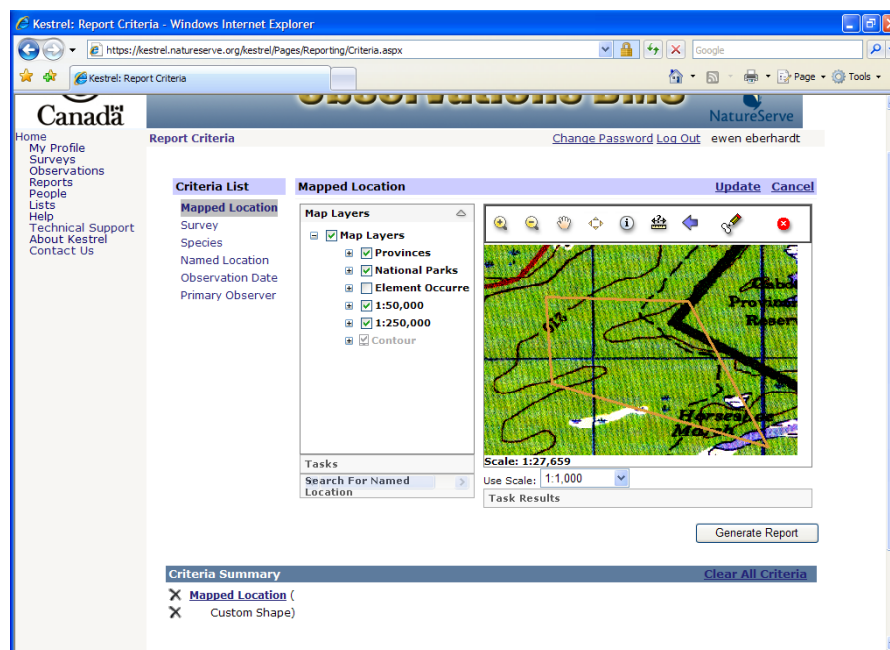 Kestrel: Report Criteria - Windows Internet Explorer
https://kestrel.natureserve.org/kestrel/Pages/Reporting/Criteria.aspx
Google
Kestrel: Report Criteria
Page
Tools
Canada
NatureServe
Home
My Profile
Surveys
Observations
Reports
People
Lists
Help
Technical Support
About Kestrel
Contact Us
Report Criteria
Change Password Log Out ewen eberhardt
Criteria List
Mapped Location
Survey
Species
Named Location
Observation Date
Primary Observer
Mapped Location
Update Cancel
Map Layers
Map Layers
Provinces
National Parks
Element Occurre
1:50,000
1:250,000
Contour
Tasks
Search For Named
Location
Provin
Reserv
Marsh
Scale: 1:27,659
Use Scale: 1:1,000
Task Results
Generate Report
Criteria Summary
Clear All Criteria
Mapped Location (
Custom Shape)